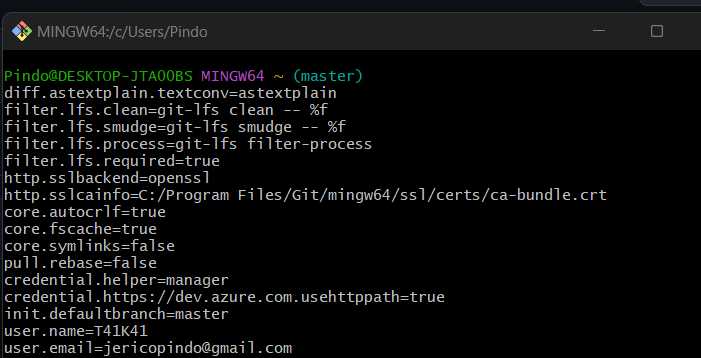 MINGW64:/c/Users/Pindo
Pindo@DESKTOP-JTAOOBS MINGW64 ~ (master)
diff.astextplain.textconv=astextplain
filter.lfs.clean=git-lfs clean -- %f
filter.lfs.smudge=git-lfs smudge -- %f
filter.lfs.process=git-lfs filter-process
filter.lfs.required=true
http.sslbackend=openssl
http.sslcainfo=C:/Program Files/Git/mingw64/ssl/certs/ca-bundle.crt
core.autocrlf=true
core.fscache=true
core.symlinks=false
pull.rebase=false
credential.helper=manager
credential.https://dev.azure.com.usehttppath=true
init.defaultbranch=master
user.name=T41K41
user.email=jericopindo@gmail.com